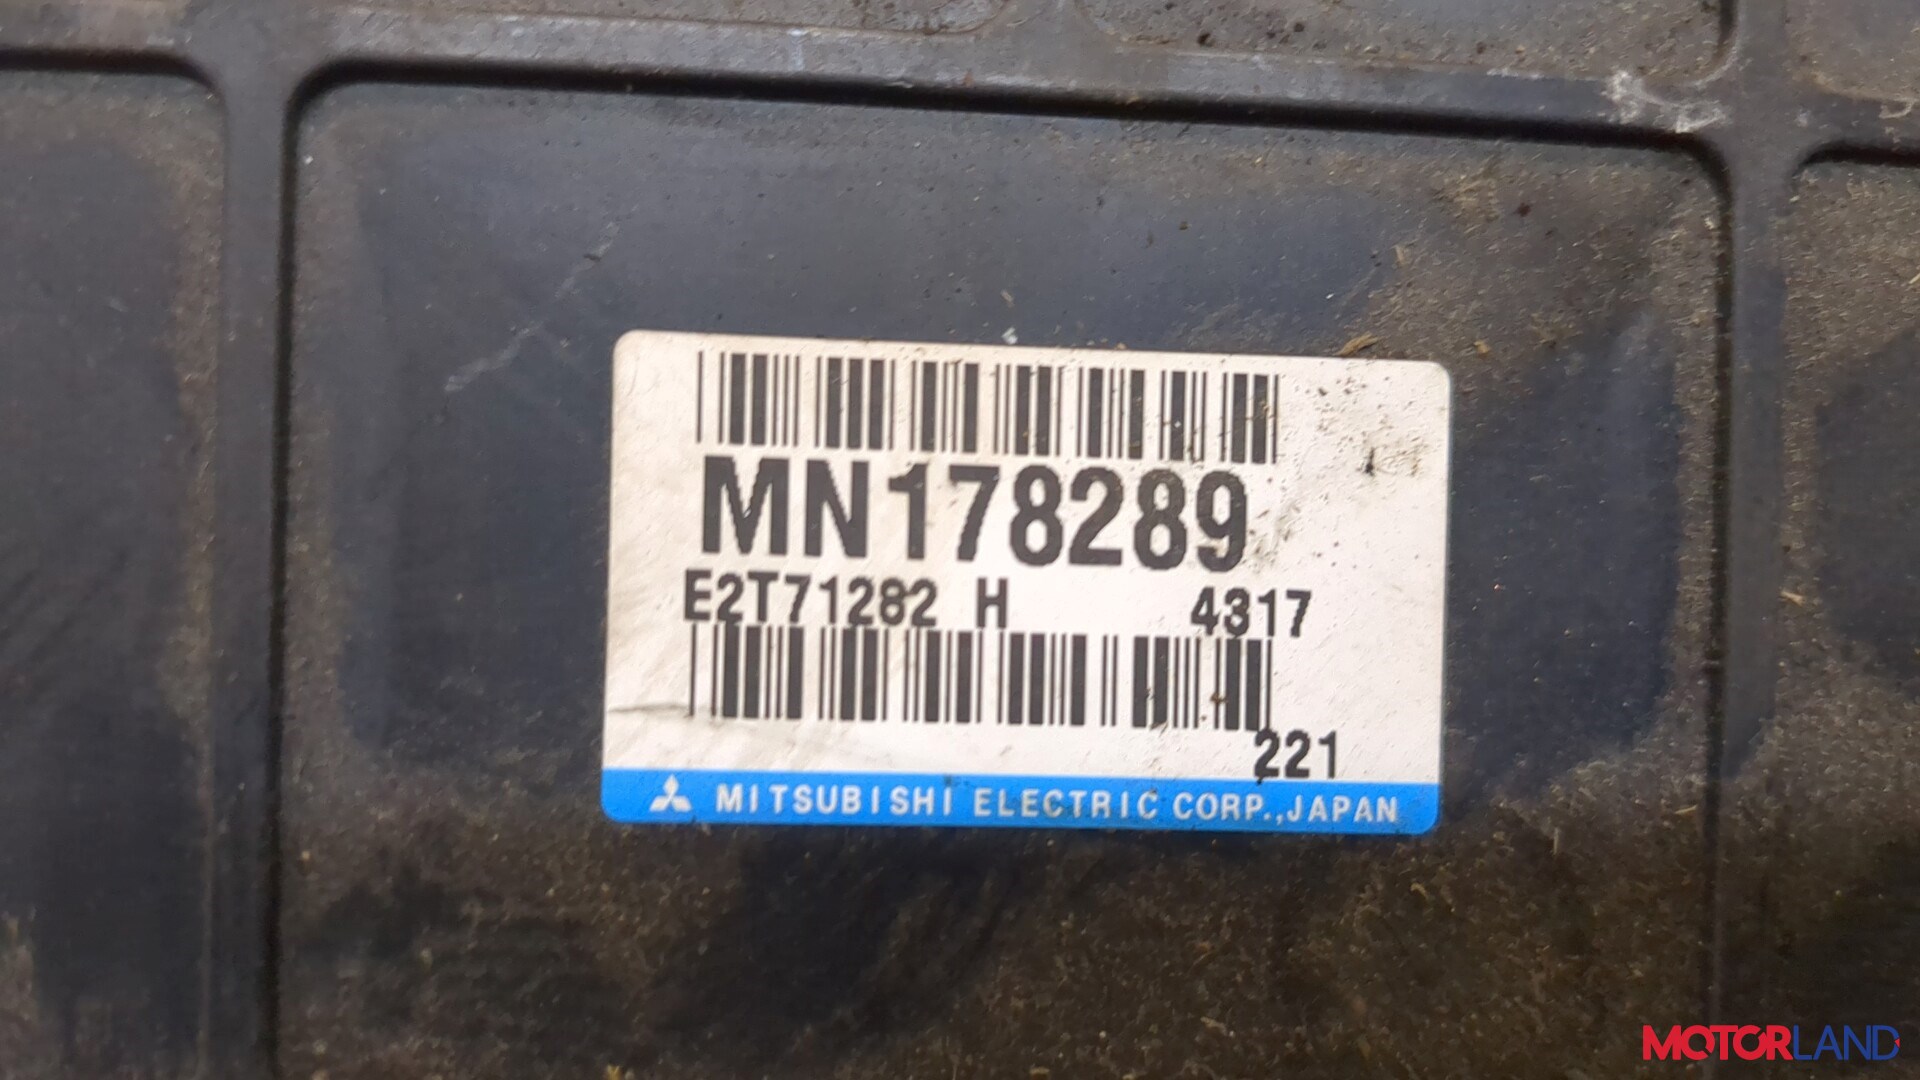 MN178289
E2T71282 H 4317
221
MITSUBISHI ELECTRIC CORP.,JAPAN
MOTORLAND